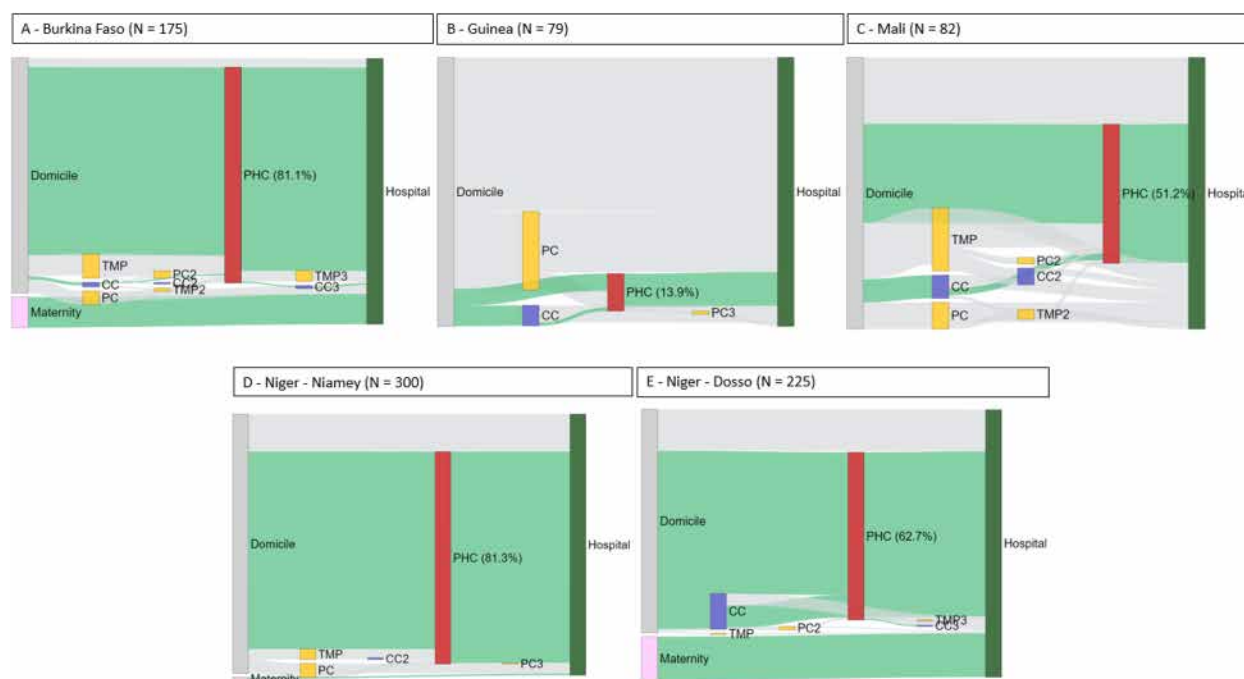 A - Burkina Faso (N = 175)
B - Guinea (N = 79)
C - Mali (N = 82)
Domicile
PHC (81.1%)
Hospital
TMP
CC
PC
PC2
CC2
TMP2
TMP3
CC3
Maternity
Domicile
PC
CC
PHC (13.9%)
PC3
Hospital
Domicile
TMP
CC
PC
PC2
CC2
TMP2
PHC (51.2%)
Hospital
D - Niger - Niamey (N = 300)
E - Niger - Dosso (N = 225)
Domicile
PHC (81.3%)
Hospital
TMP
PC
CC2
PC3
Maternity
Domicile
PHC (62.7%)
Hospital
CC
TMP
PC2
TMP3
CC3
Maternity